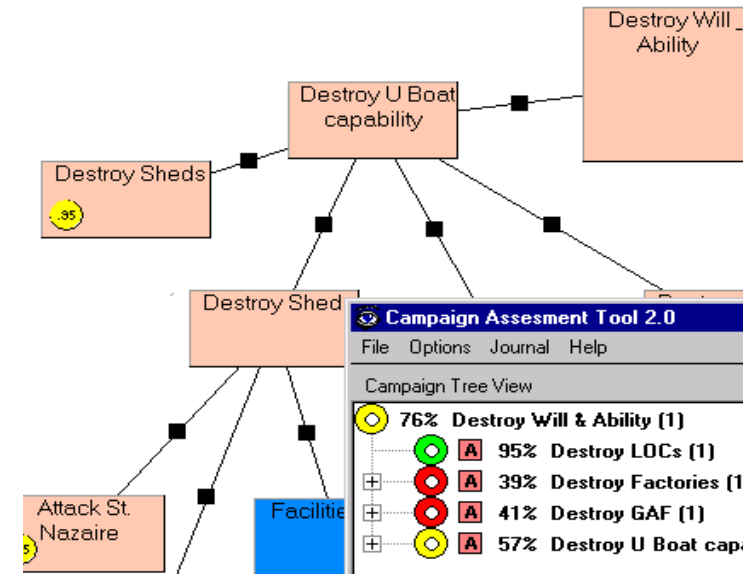 Destroy Will _
Ability
Destroy U Boat
capability
Destroy Sheds
.95
Destroy Shed
Campaign Assesment Tool 2.0
File Options Journal Help
Campaign Tree View
76% Destroy Will & Ability (1)
A 95% Destroy LOCs (1)
A 39% Destroy Factories (1
A 41% Destroy GAF (1)
A 57% Destroy U Boat capa
Attack St.
Nazaire
5
Facilitie